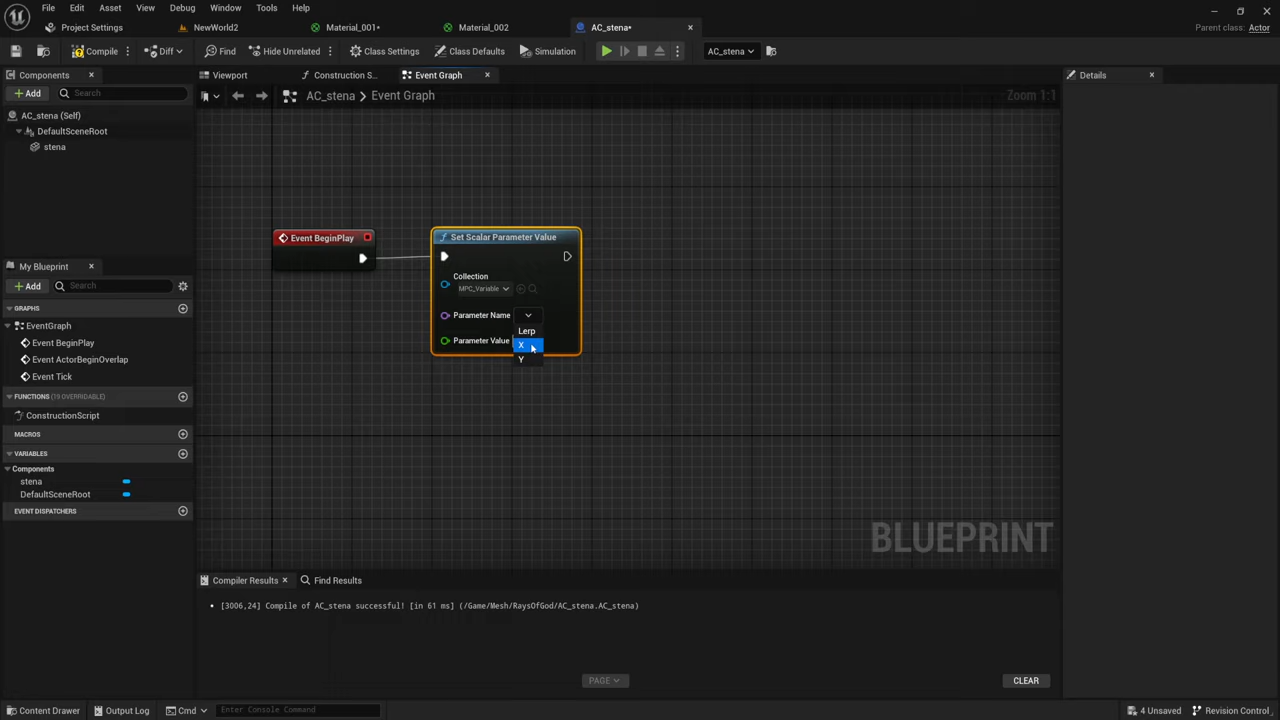 File Edit Asset View Debug Window Tools Help
Project Settings NewWorld2 Material_001* Material_002 AC_stena* Parent class: Actor
Compile Diff Find Hide Unrelated Class Settings Class Defaults Simulation AC_stena
Components Viewport Construction S... Event Graph Details
Add Search AC_stena Event Graph Zoom 1:1
AC_stena (Self)
DefaultSceneRoot
stena
Event BeginPlay Set Scalar Parameter Value
Collection
MPC_Variable
Parameter Name
Lerp
Parameter Value X
Y
My Blueprint
Add Search
GRAPHS
EventGraph
Event BeginPlay
Event ActorBeginOverlap
Event Tick
FUNCTIONS (19 OVERRIDABLE)
ConstructionScript
MACROS
VARIABLES
Components
stena
DefaultSceneRoot
EVENT DISPATCHERS
BLUEPRINT
Compiler Results Find Results
[3006,24] Compile of AC_stena successful! [in 61 ms] (/Game/Mesh/RaysOfGod/AC_stena.AC_stena)
PAGE CLEAR
Content Drawer Output Log Cmd Enter Console Command 4 Unsaved Revision Control